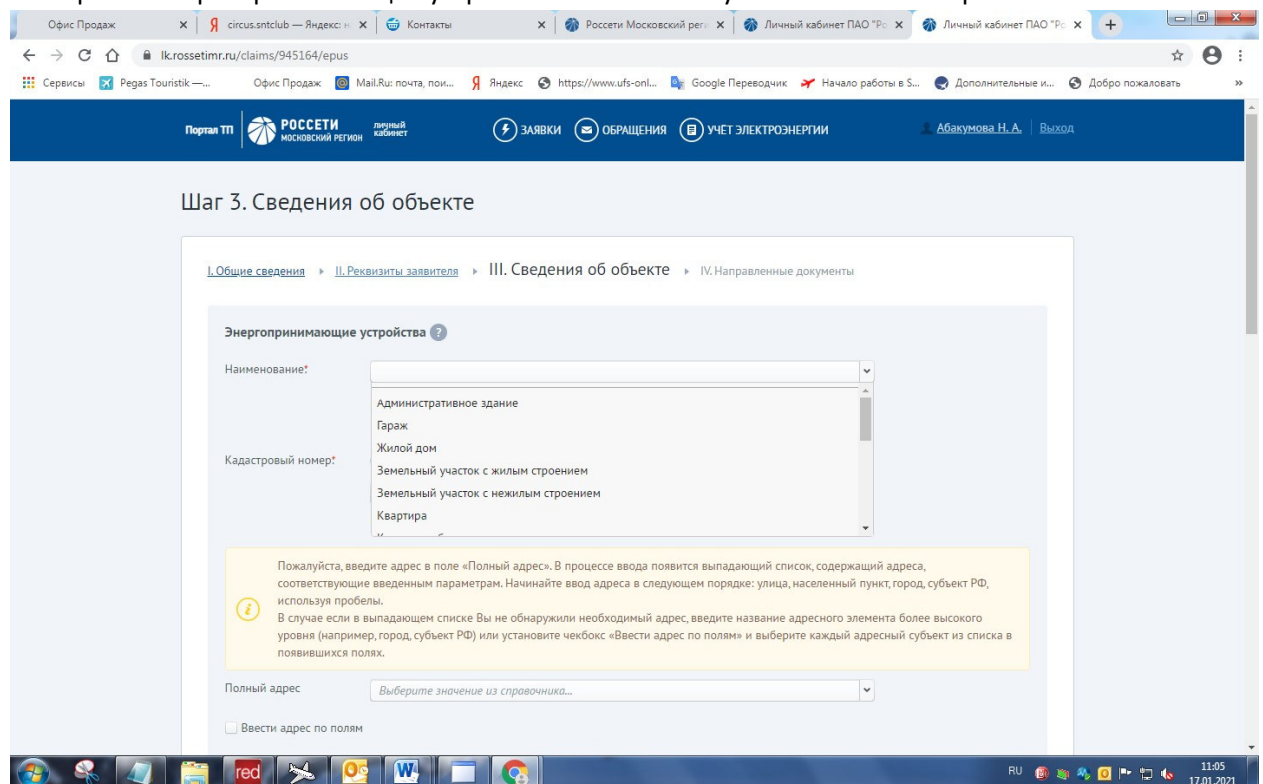 Офис Продаж
circus.sntclub — Яндекс: н
Контакты
Россети Московский реги
Личный кабинет ПАО "Ро
Личный кабинет ПАО "Ро
lk.rossetimr.ru/claims/945164/epus
Сервисы
Pegas Touristik —...
Офис Продаж
Mail.Ru: почта, пои...
Яндекс
https://www.ufs-onl...
Google Переводчик
Начало работы в S...
Дополнительные и...
Добро пожаловать
»
Портал ТП
РОССЕТИ
МОСКОВСКИЙ РЕГИОН
личный
кабинет
ЗАЯВКИ
ОБРАЩЕНИЯ
УЧЁТ ЭЛЕКТРОЭНЕРГИИ
Абакумова Н. А.
Выход
Шаг 3. Сведения об объекте
I. Общие сведения
II. Реквизиты заявителя
III. Сведения об объекте
IV. Направленные документы
Энергопринимающие устройства ?
Наименование:*
Административное здание
Гараж
Жилой дом
Кадастровый номер:*
Земельный участок с жилым строением
Земельный участок с нежилым строением
Квартира
Пожалуйста, введите адрес в поле «Полный адрес». В процессе ввода появится выпадающий список, содержащий адреса,
соответствующие введенным параметрам. Начинайте ввод адреса в следующем порядке: улица, населенный пункт, город, субъект РФ,
используя пробелы.
В случае если в выпадающем списке Вы не обнаружили необходимый адрес, введите название адресного элемента более высокого
уровня (например, город, субъект РФ) или установите чекбокс «Ввести адрес по полям» и выберите каждый адресный субъект из списка в
появившихся полях.
Полный адрес
Выберите значение из справочника...
Ввести адрес по полям
red
RU
11:05
17.01.2021